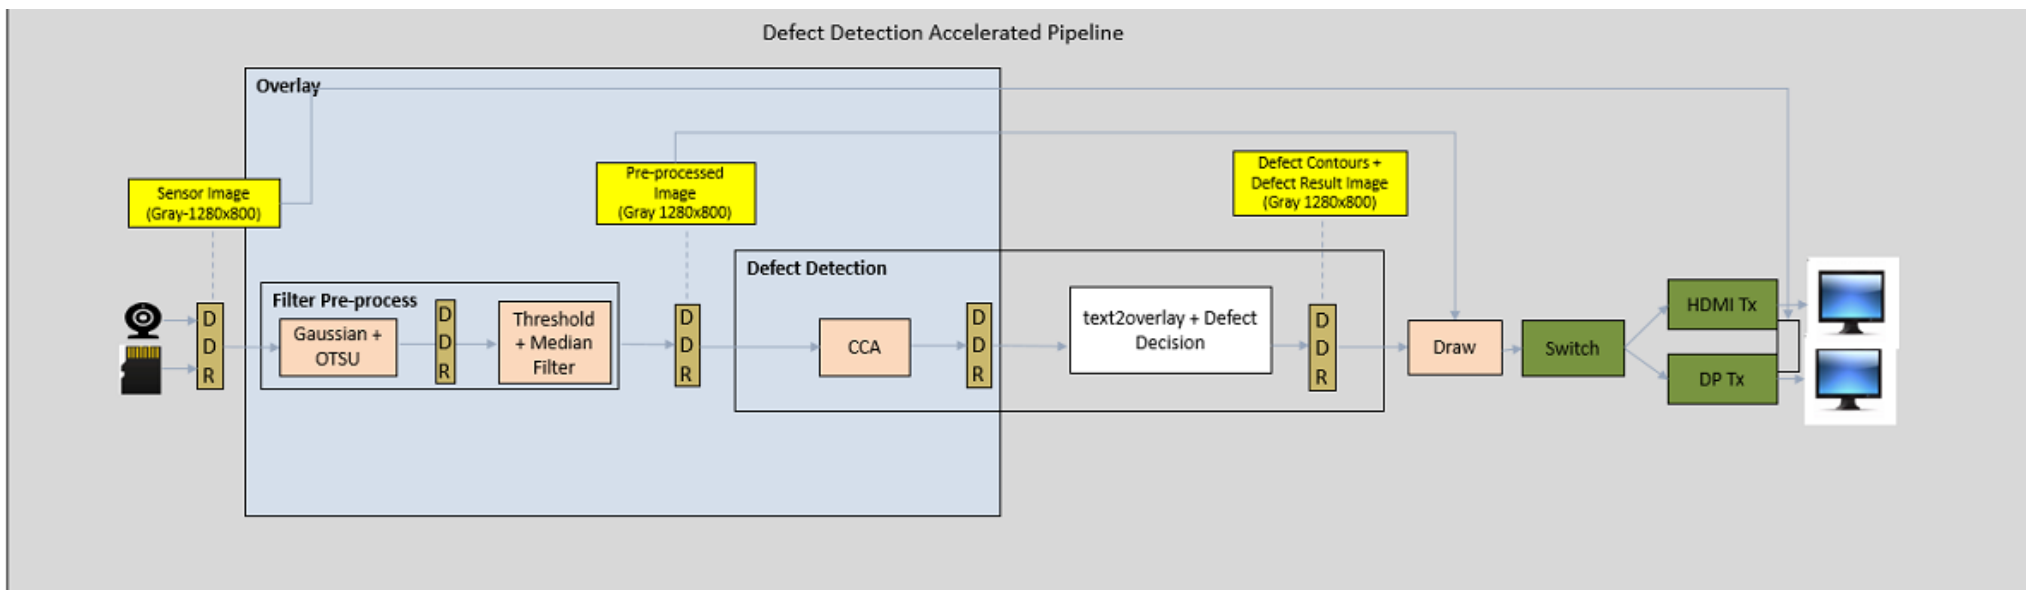 Defect Detection Accelerated Pipeline
Overlay
Sensor Image
(Gray-1280x800)
Pre-processed
Image
(Gray 1280x800)
Defect Contours +
Defect Result Image
(Gray 1280x800)
D
D
R
Filter Pre-process
Gaussian +
OTSU
D
D
R
Threshold
+ Median
Filter
D
D
R
Defect Detection
CCA
D
D
R
text2overlay + Defect
Decision
D
D
R
Draw
Switch
HDMI Tx
DP Tx